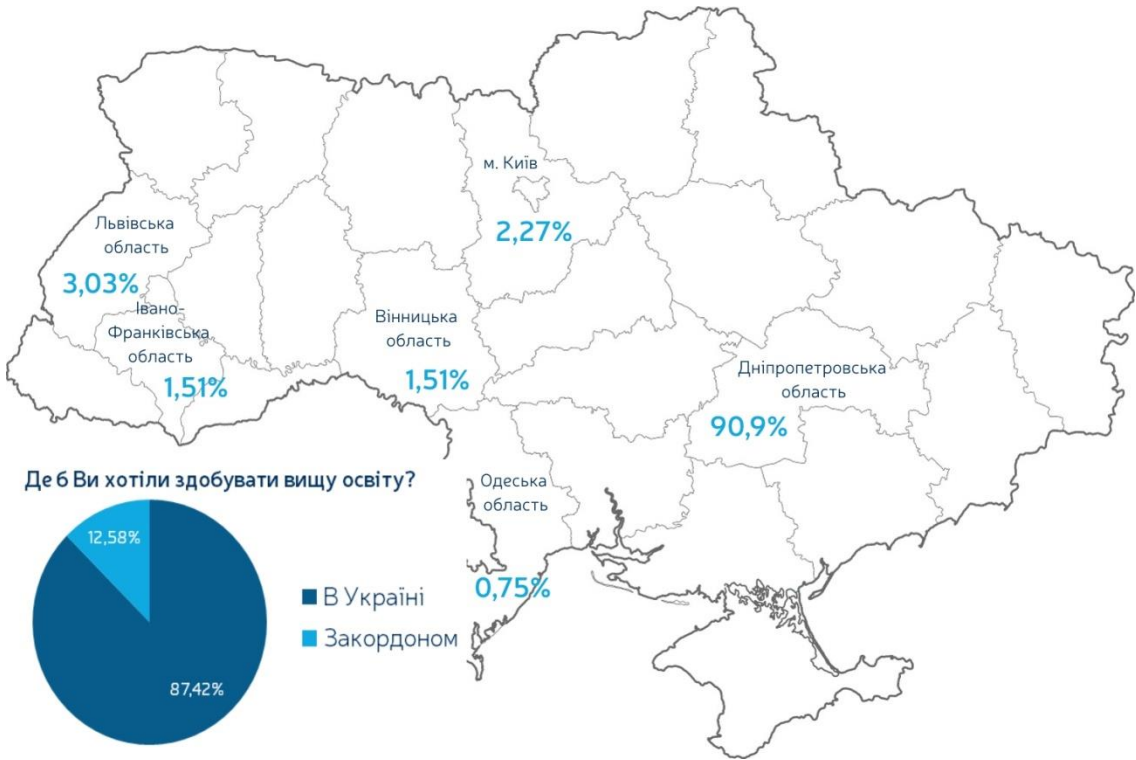 м. Київ
2,27%
Львівська
область
3,03%
Івано-
Франківська
область
1,51%
Вінницька
область
1,51%
Дніпропетровська
область
90,9%
Одеська
область
0,75%
Де б Ви хотіли здобувати вищу освіту?
12,58%
87,42%
В Україні
Закордоном